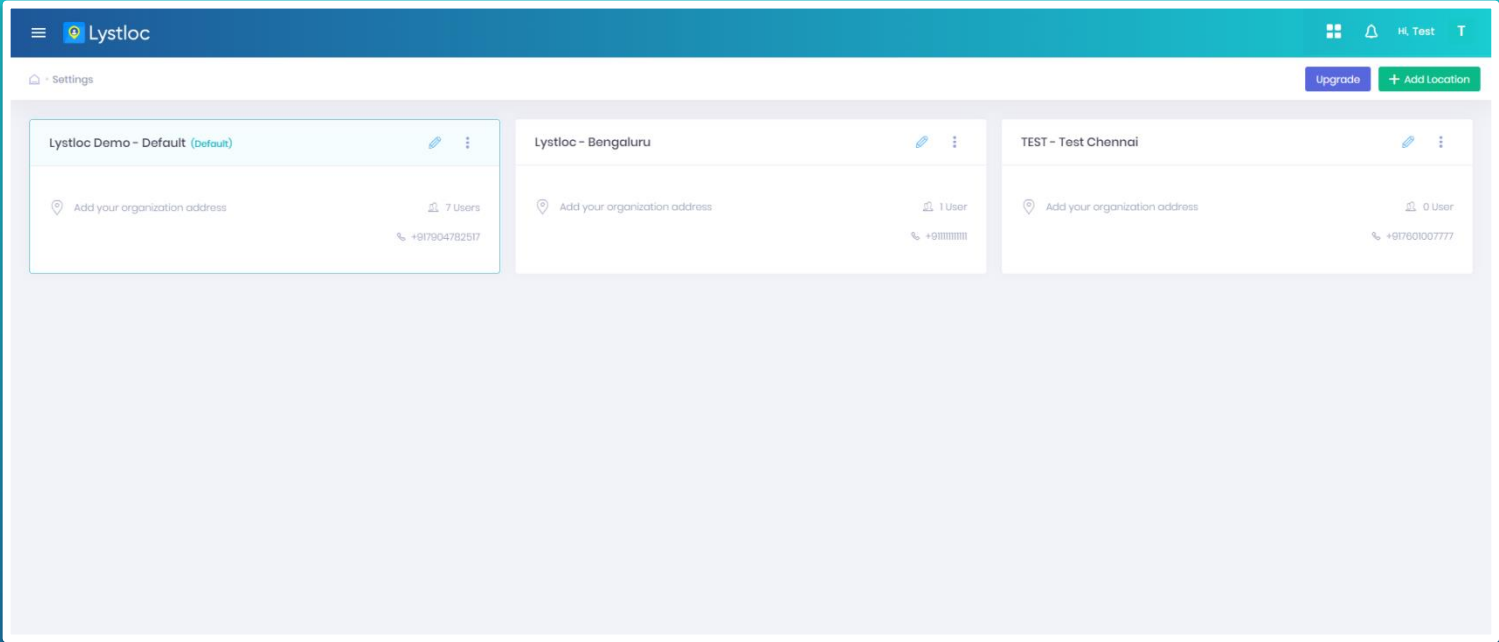 Lystloc
Hi, Test T
Settings
Upgrade
+ Add Location
Lystloc Demo - Default (Default)
Add your organization address
7 Users
+917904782517
Lystloc - Bengaluru
Add your organization address
1 User
TEST - Test Chennai
Add your organization address
0 User
+917601007777